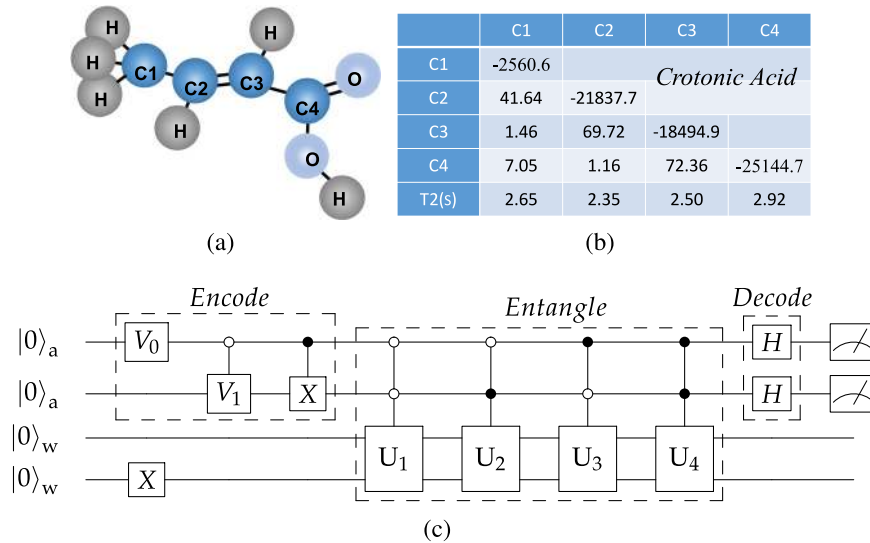 H
H
H
C1
C2
H
H
C3
C4
O
O
H
(a)
C1 C2 C3 C4
C1 -2560.6 Crotonic Acid
C2 41.64 -21837.7
C3 1.46 69.72 -18494.9
C4 7.05 1.16 72.36 -25144.7
T2(s) 2.65 2.35 2.50 2.92
(b)
Encode Entangle Decode
|0⟩a V0 H
|0⟩a V1 X H
|0⟩w
|0⟩w X
U1 U2 U3 U4
(c)